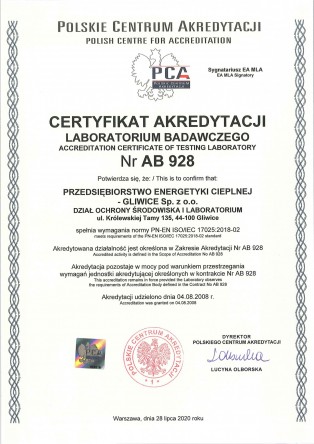 POLSKIE CENTRUM AKREDYTACJI
POLISH CENTRE FOR ACCREDITATION
PCA
Sygnatariusz EA MLA
EA MLA Signatory
CERTYFIKAT AKREDYTACJI
LABORATORIUM BADAWCZEGO
ACCREDITATION CERTIFICATE OF TESTING LABORATORY
Nr AB 928
Potwierdza się, że: / This is to confirm that:
PRZEDSIĘBIORSTWO ENERGETYKI CIEPLNEJ
- GLIWICE Sp. z o.o.
DZIAŁ OCHRONY ŚRODOWISKA I LABORATORIUM
ul. Królewskiej Tamy 135, 44-100 Gliwice
spełnia wymagania normy PN-EN ISO/IEC 17025:2018-02
meets requirements of the PN-EN ISO/IEC 17025:2018-02 standard
Akredytowana działalność jest określona w Zakresie Akredytacji Nr AB 928
Accredited activity is defined in the Scope of Accreditation No AB 928
Akredytacja pozostaje w mocy pod warunkiem przestrzegania
wymagań jednostki akredytującej określonych w kontrakcie Nr AB 928
This accreditation remains in force provided the Laboratory observes
the requirements of Accreditation Body defined in the Contract No AB 928
Akredytacji udzielono dnia 04.08.2008 r.
Accreditation was granted on 04.08.2008
PCA
POLSKIE CENTRUM AKREDYTACJI
DYREKTOR
POLSKIEGO CENTRUM AKREDYTACJI
LUCYNA OLBORSKA
Warszawa, dnia 28 lipca 2020 roku